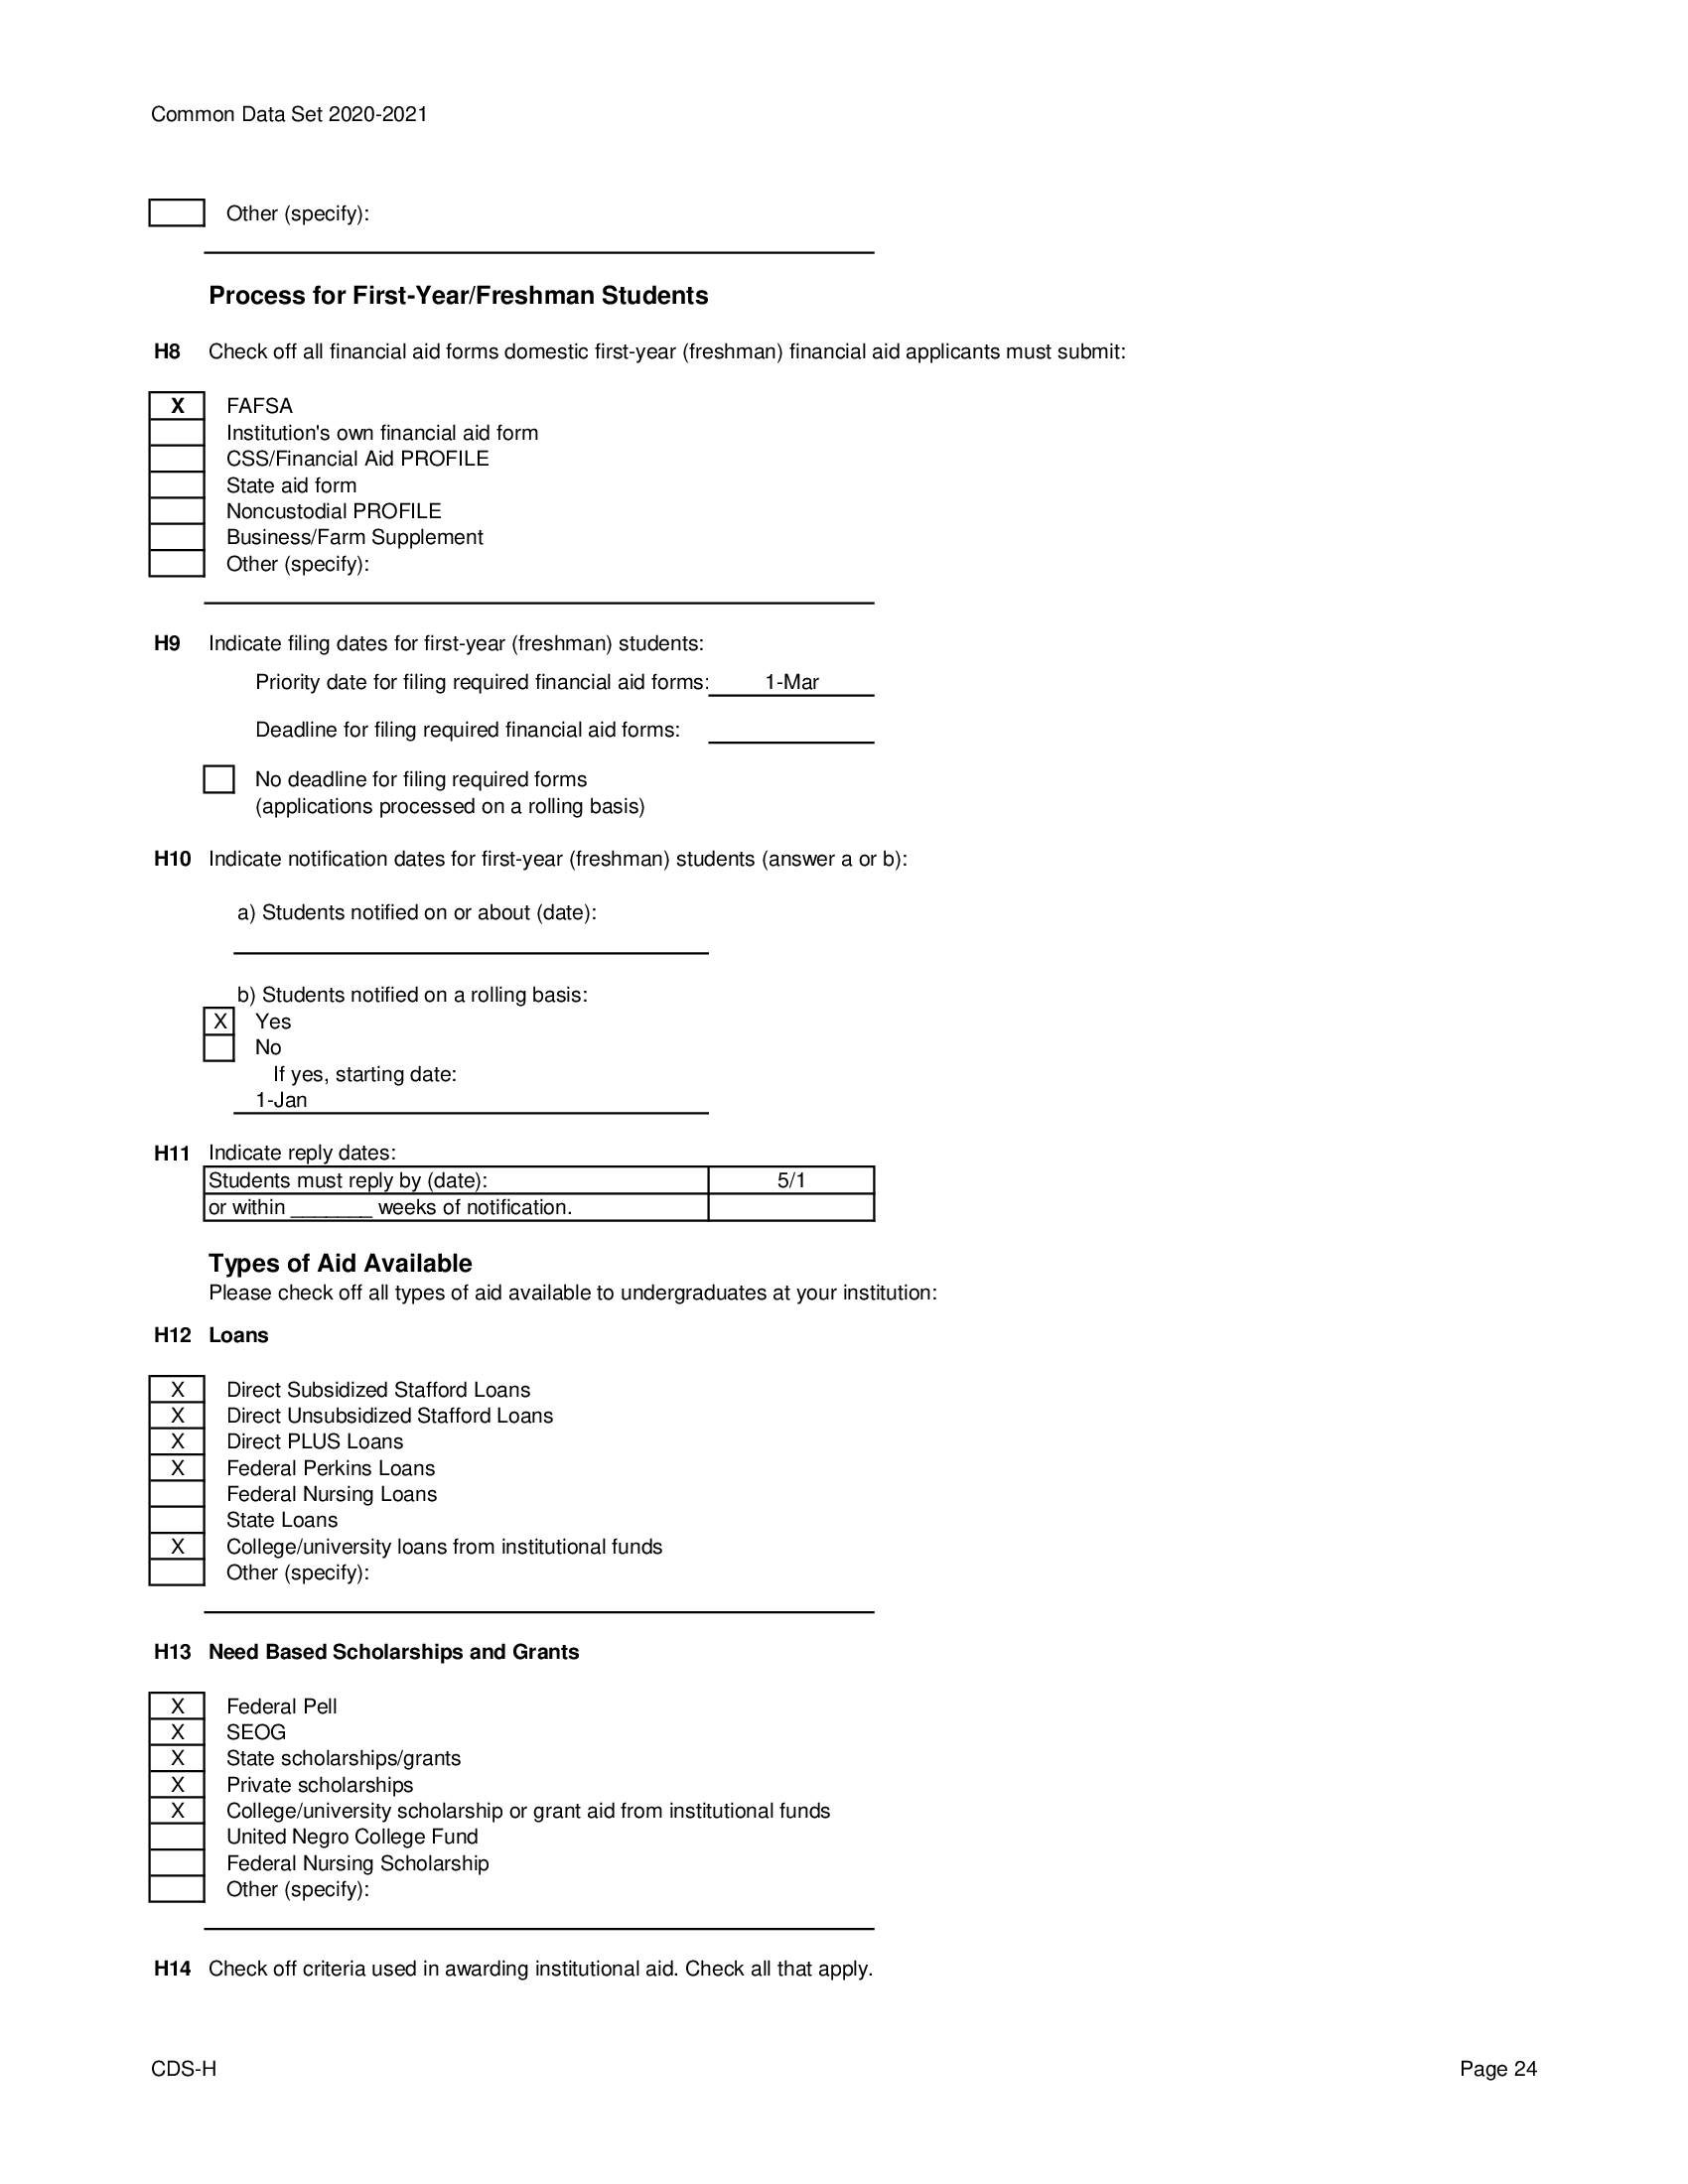 Common Data Set 2020-2021
Other (specify):
Process for First-Year/Freshman Students
H8 Check off all financial aid forms domestic first-year (freshman) financial aid applicants must submit:
X FAFSA
Institution's own financial aid form
CSS/Financial Aid PROFILE
State aid form
Noncustodial PROFILE
Business/Farm Supplement
Other (specify):
H9 Indicate filing dates for first-year (freshman) students:
Priority date for filing required financial aid forms: 1-Mar
Deadline for filing required financial aid forms:
No deadline for filing required forms
(applications processed on a rolling basis)
H10 Indicate notification dates for first-year (freshman) students (answer a or b):
a) Students notified on or about (date):
b) Students notified on a rolling basis:
X Yes
No
If yes, starting date:
1-Jan
H11 Indicate reply dates:
Students must reply by (date): 5/1
or within _______ weeks of notification.
Types of Aid Available
Please check off all types of aid available to undergraduates at your institution:
H12 Loans
X Direct Subsidized Stafford Loans
X Direct Unsubsidized Stafford Loans
X Direct PLUS Loans
X Federal Perkins Loans
Federal Nursing Loans
State Loans
X College/university loans from institutional funds
Other (specify):
H13 Need Based Scholarships and Grants
X Federal Pell
X SEOG
X State scholarships/grants
X Private scholarships
X College/university scholarship or grant aid from institutional funds
United Negro College Fund
Federal Nursing Scholarship
Other (specify):
H14 Check off criteria used in awarding institutional aid. Check all that apply.
CDS-H Page 24